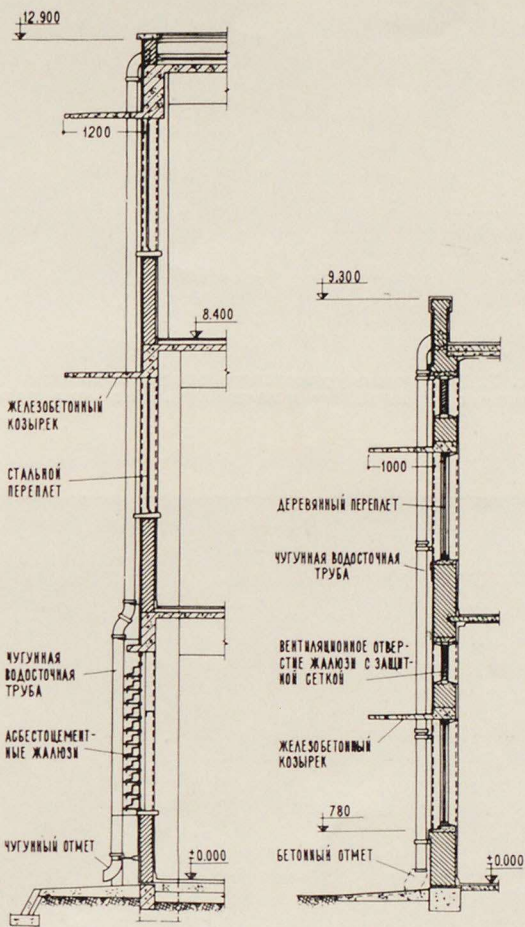 12.900
1200
8.400
ЖЕЛЕЗОБЕТОННЫЙ
КОЗЫРЕК
СТАЛЬНОЙ
ПЕРЕПЛЕТ
ЧУГУННАЯ
ВОДОСТОЧНАЯ
ТРУБА
АСБЕСТОЦЕМЕНТ-
НЫЕ ЖАЛЮЗИ
ЧУГУННЫЙ ОТМЕТ
±0.000
9.300
1000
ДЕРЕВЯННЫЙ ПЕРЕПЛЕТ
ЧУГУННАЯ ВОДОСТОЧНАЯ
ТРУБА
ВЕНТИЛЯЦИОННОЕ ОТВЕР-
СТИЕ ЖАЛЮЗИ С ЗАЩИТ-
НОЙ СЕТКОЙ
ЖЕЛЕЗОБЕТОННЫЙ
КОЗЫРЕК
780
БЕТОННЫЙ ОТМЕТ
±0.000